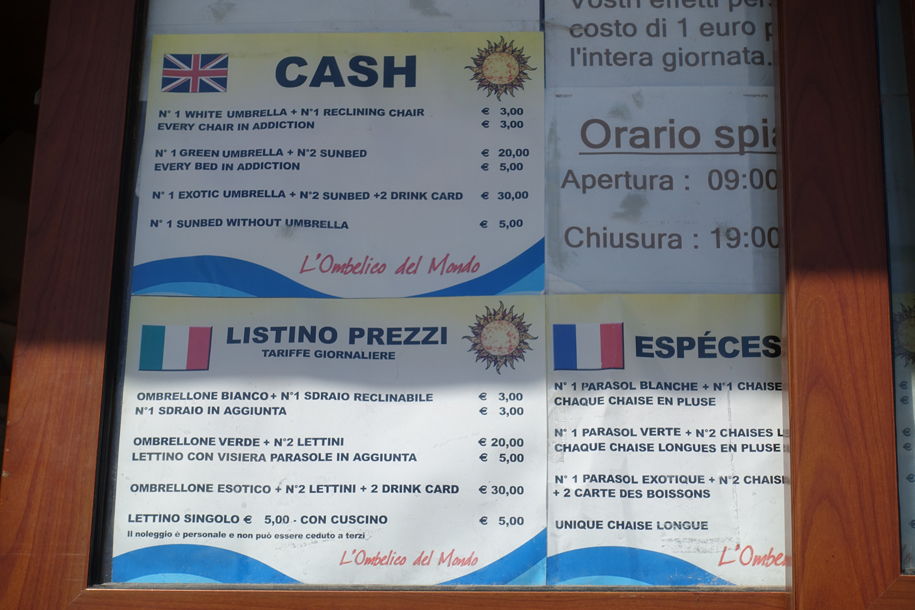 CASH
N° 1 WHITE UMBRELLA + N°1 RECLINING CHAIR € 3,00
EVERY CHAIR IN ADDICTION € 3,00
N° 1 GREEN UMBRELLA + N°2 SUNBED € 20,00
EVERY BED IN ADDICTION € 5,00
N° 1 EXOTIC UMBRELLA + N°2 SUNBED +2 DRINK CARD € 30,00
N° 1 SUNBED WITHOUT UMBRELLA € 5,00
L'Ombelico del Mondo
Vostri effetti
costo di 1 euro
l'intera giornata.
Orario
Apertura : 09:00
Chiusura : 19:00
LISTINO PREZZI
TARIFFE GIORNALIERE
OMBRELLONE BIANCO + N°1 SDRAIO RECLINABILE € 3,00
N°1 SDRAIO IN AGGIUNTA € 3,00
OMBRELLONE VERDE + N°2 LETTINI € 20,00
LETTINO CON VISIERA PARASOLE IN AGGIUNTA € 5,00
OMBRELLONE ESOTICO + N°2 LETTINI + 2 DRINK CARD € 30,00
LETTINO SINGOLO € 5,00 - CON CUSCINO € 5,00
Il noleggio è personale e non può essere ceduto a terzi
L'Ombelico del Mondo
ESPÉCES
N° 1 PARASOL BLANCHE + N°1 CHAISE
CHAQUE CHAISE EN PLUSE
N° 1 PARASOL VERTE + N°2 CHAISES
CHAQUE CHAISE LONGUES EN PLUSE
N° 1 PARASOL EXOTIQUE + N°2
+ 2 CARTE DES BOISSONS
UNIQUE CHAISE LONGUE